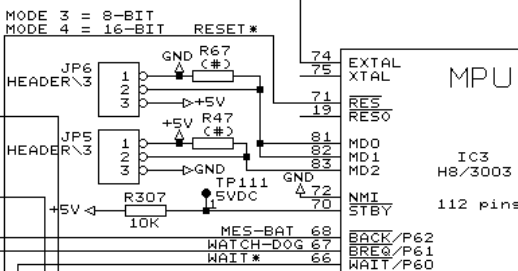 MODE 3 = 8-BIT
MODE 4 = 16-BIT RESET*
GND R67
(#)
JP6
HEADER\3
1
2
3
+5V
+5V R47
(#)
JP5
HEADER\3
1
2
3
GND
TP111
5VDC
1
R307
+5V
10K
GND
74 EXTAL
75 XTAL
71 RES
19 RESO
81 MD0
82 MD1
83 MD2
72 NMI
70 STBY
MPU
IC3
H8/3003
112 pins
MES-BAT 68 BACK/P62
WATCH-DOG 67 BREQ/P61
WAIT* 66 WAIT/P60